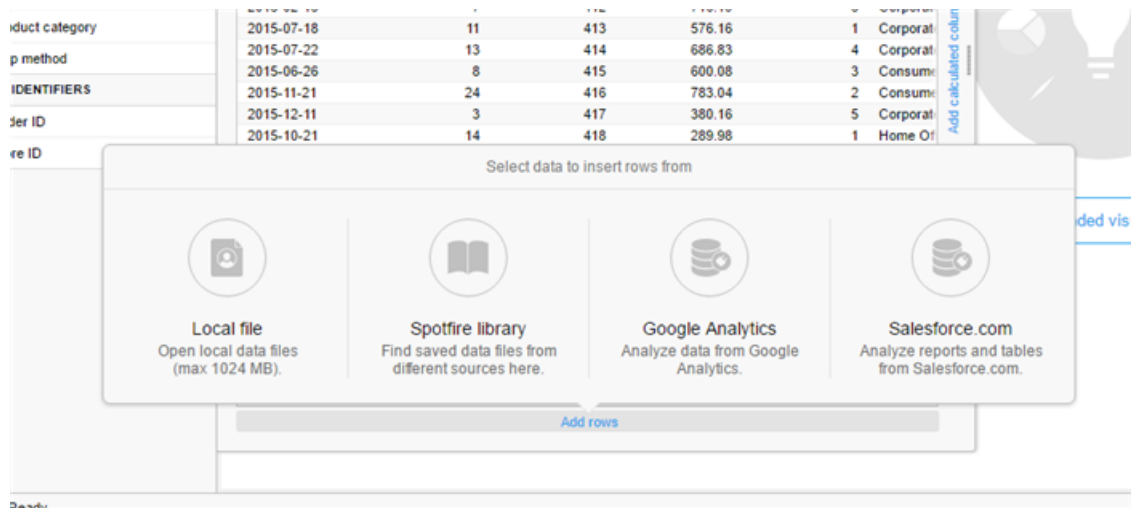 duct category
p method
IDENTIFIERS
der ID
re ID
2015-07-18 11 413 576.16 1 Corporat
2015-07-22 13 414 686.83 4 Corporat
2015-06-26 8 415 600.08 3 Consume
2015-11-21 24 416 783.04 2 Consume
2015-12-11 3 417 380.16 5 Corporat
2015-10-21 14 418 289.98 1 Home Of
Add calculated colun
Select data to insert rows from
Local file
Open local data files
(max 1024 MB).
Spotfire library
Find saved data files from
different sources here.
Google Analytics
Analyze data from Google
Analytics.
Salesforce.com
Analyze reports and tables
from Salesforce.com.
ded vis
Add rows
Ready